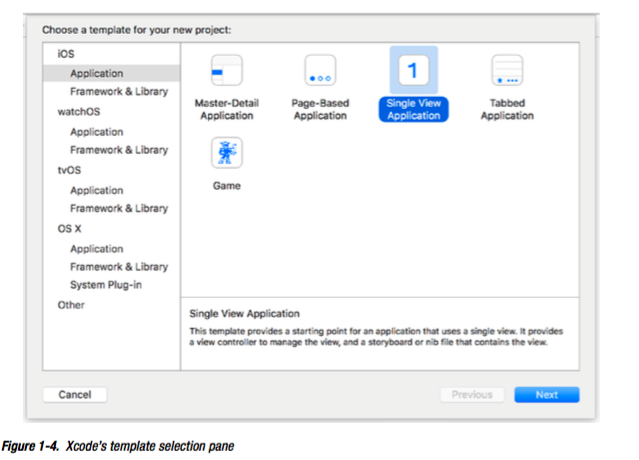 Choose a template for your new project:
iOS
Application
Framework & Library
watchOS
Application
Framework & Library
tvOS
Application
Framework & Library
OS X
Application
Framework & Library
System Plug-in
Other
1
Master-Detail
Application
Page-Based
Application
Single View
Application
Tabbed
Application
Game
Single View Application
This template provides a starting point for an application that uses a single view. It provides
a view controller to manage the view, and a storyboard or nib file that contains the view.
Cancel
Previous
Next
Figure 1-4. Xcode's template selection pane